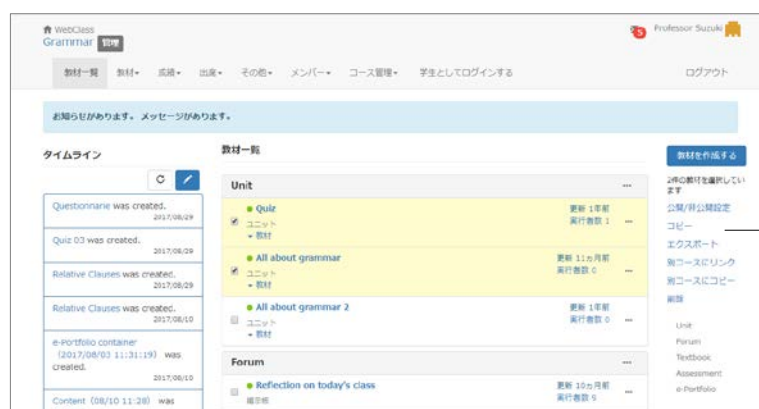 WebClass
Grammar 管理
5
Professor Suzuki
教材一覧 教材 成績 出席 その他 メンバー コース管理 学生としてログインする ログアウト
お知らせがあります。メッセージがあります。
タイムライン
Questionnarie was created.
2017/08/29
Quiz 03 was created.
2017/08/29
Relative Clauses was created.
2017/08/29
Relative Clauses was created.
2017/08/10
e-Portfolio container
(2017/08/03 11:31:19) was
created.
2017/08/10
Content (08/10 11:28) was
教材一覧
Unit
Quiz
ユニット
教材
更新 1年前
実行者数 1
All about grammar
ユニット
教材
更新 11ヵ月前
実行者数 0
All about grammar 2
ユニット
教材
更新 1年前
実行者数 0
Forum
Reflection on today's class
掲示板
更新 10ヵ月前
実行者数 9
教材を作成する
2件の教材を選択してい
ます
公開/非公開設定
コピー
エクスポート
別コースにリンク
別コースにコピー
削除
Unit
Forum
Textbook
Assessment
e-Portfolio